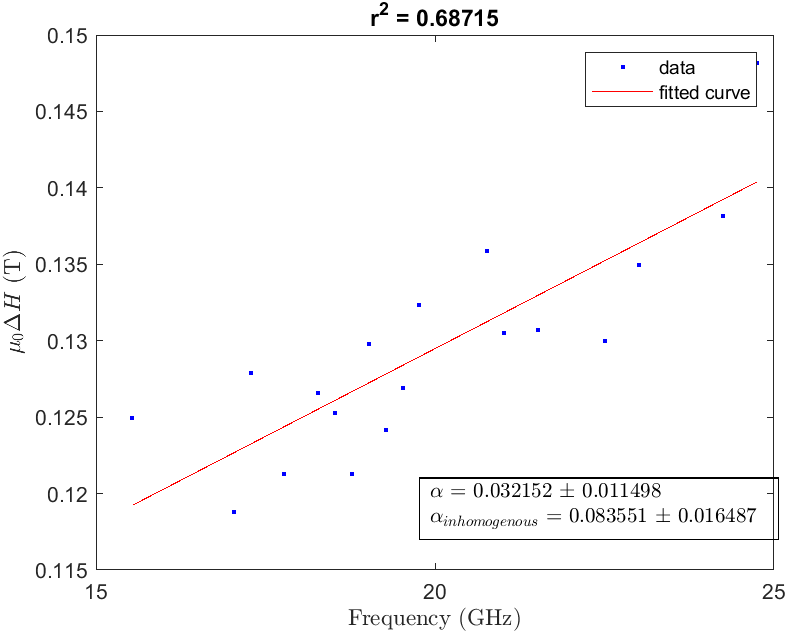 r² = 0.68715
0.15
0.145
0.14
0.135
0.13
0.125
0.12
0.115
μ₀ΔH (T)
data
fitted curve
α = 0.032152 ± 0.011498
α_inhomogenous = 0.083551 ± 0.016487
15
20
25
Frequency (GHz)